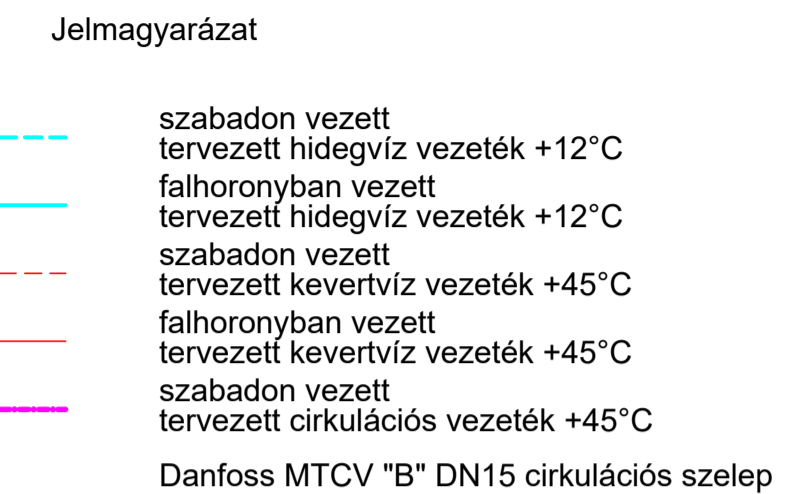 Jelmagyarázat
szabadon vezett
tervezett hidegvíz vezeték +12°C
falhoronyban vezett
tervezett hidegvíz vezeték +12°C
szabadon vezett
tervezett kevertvíz vezeték +45°C
falhoronyban vezett
tervezett kevertvíz vezeték +45°C
szabadon vezett
tervezett cirkulációs vezeték +45°C
Danfoss MTCV "B" DN15 cirkulációs szelep